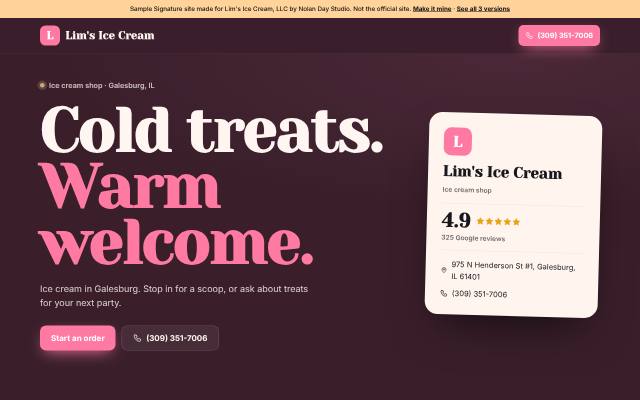 Sample Signature site made for Lim's Ice Cream, LLC by Nolan Day Studio. Not the official site. Make it mine · See all 3 versions
L Lim's Ice Cream
(309) 351-7006
Ice cream shop · Galesburg, IL
Cold treats.
Warm
welcome.
Ice cream in Galesburg. Stop in for a scoop, or ask about treats
for your next party.
Start an order
(309) 351-7006
L
Lim's Ice Cream
Ice cream shop
4.9
325 Google reviews
975 N Henderson St #1, Galesburg,
IL 61401
(309) 351-7006